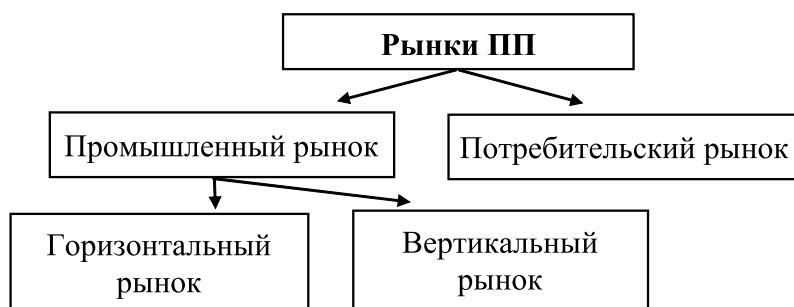 Рынки ПП
Промышленный рынок
Потребительский рынок
Горизонтальный
рынок
Вертикальный
рынок